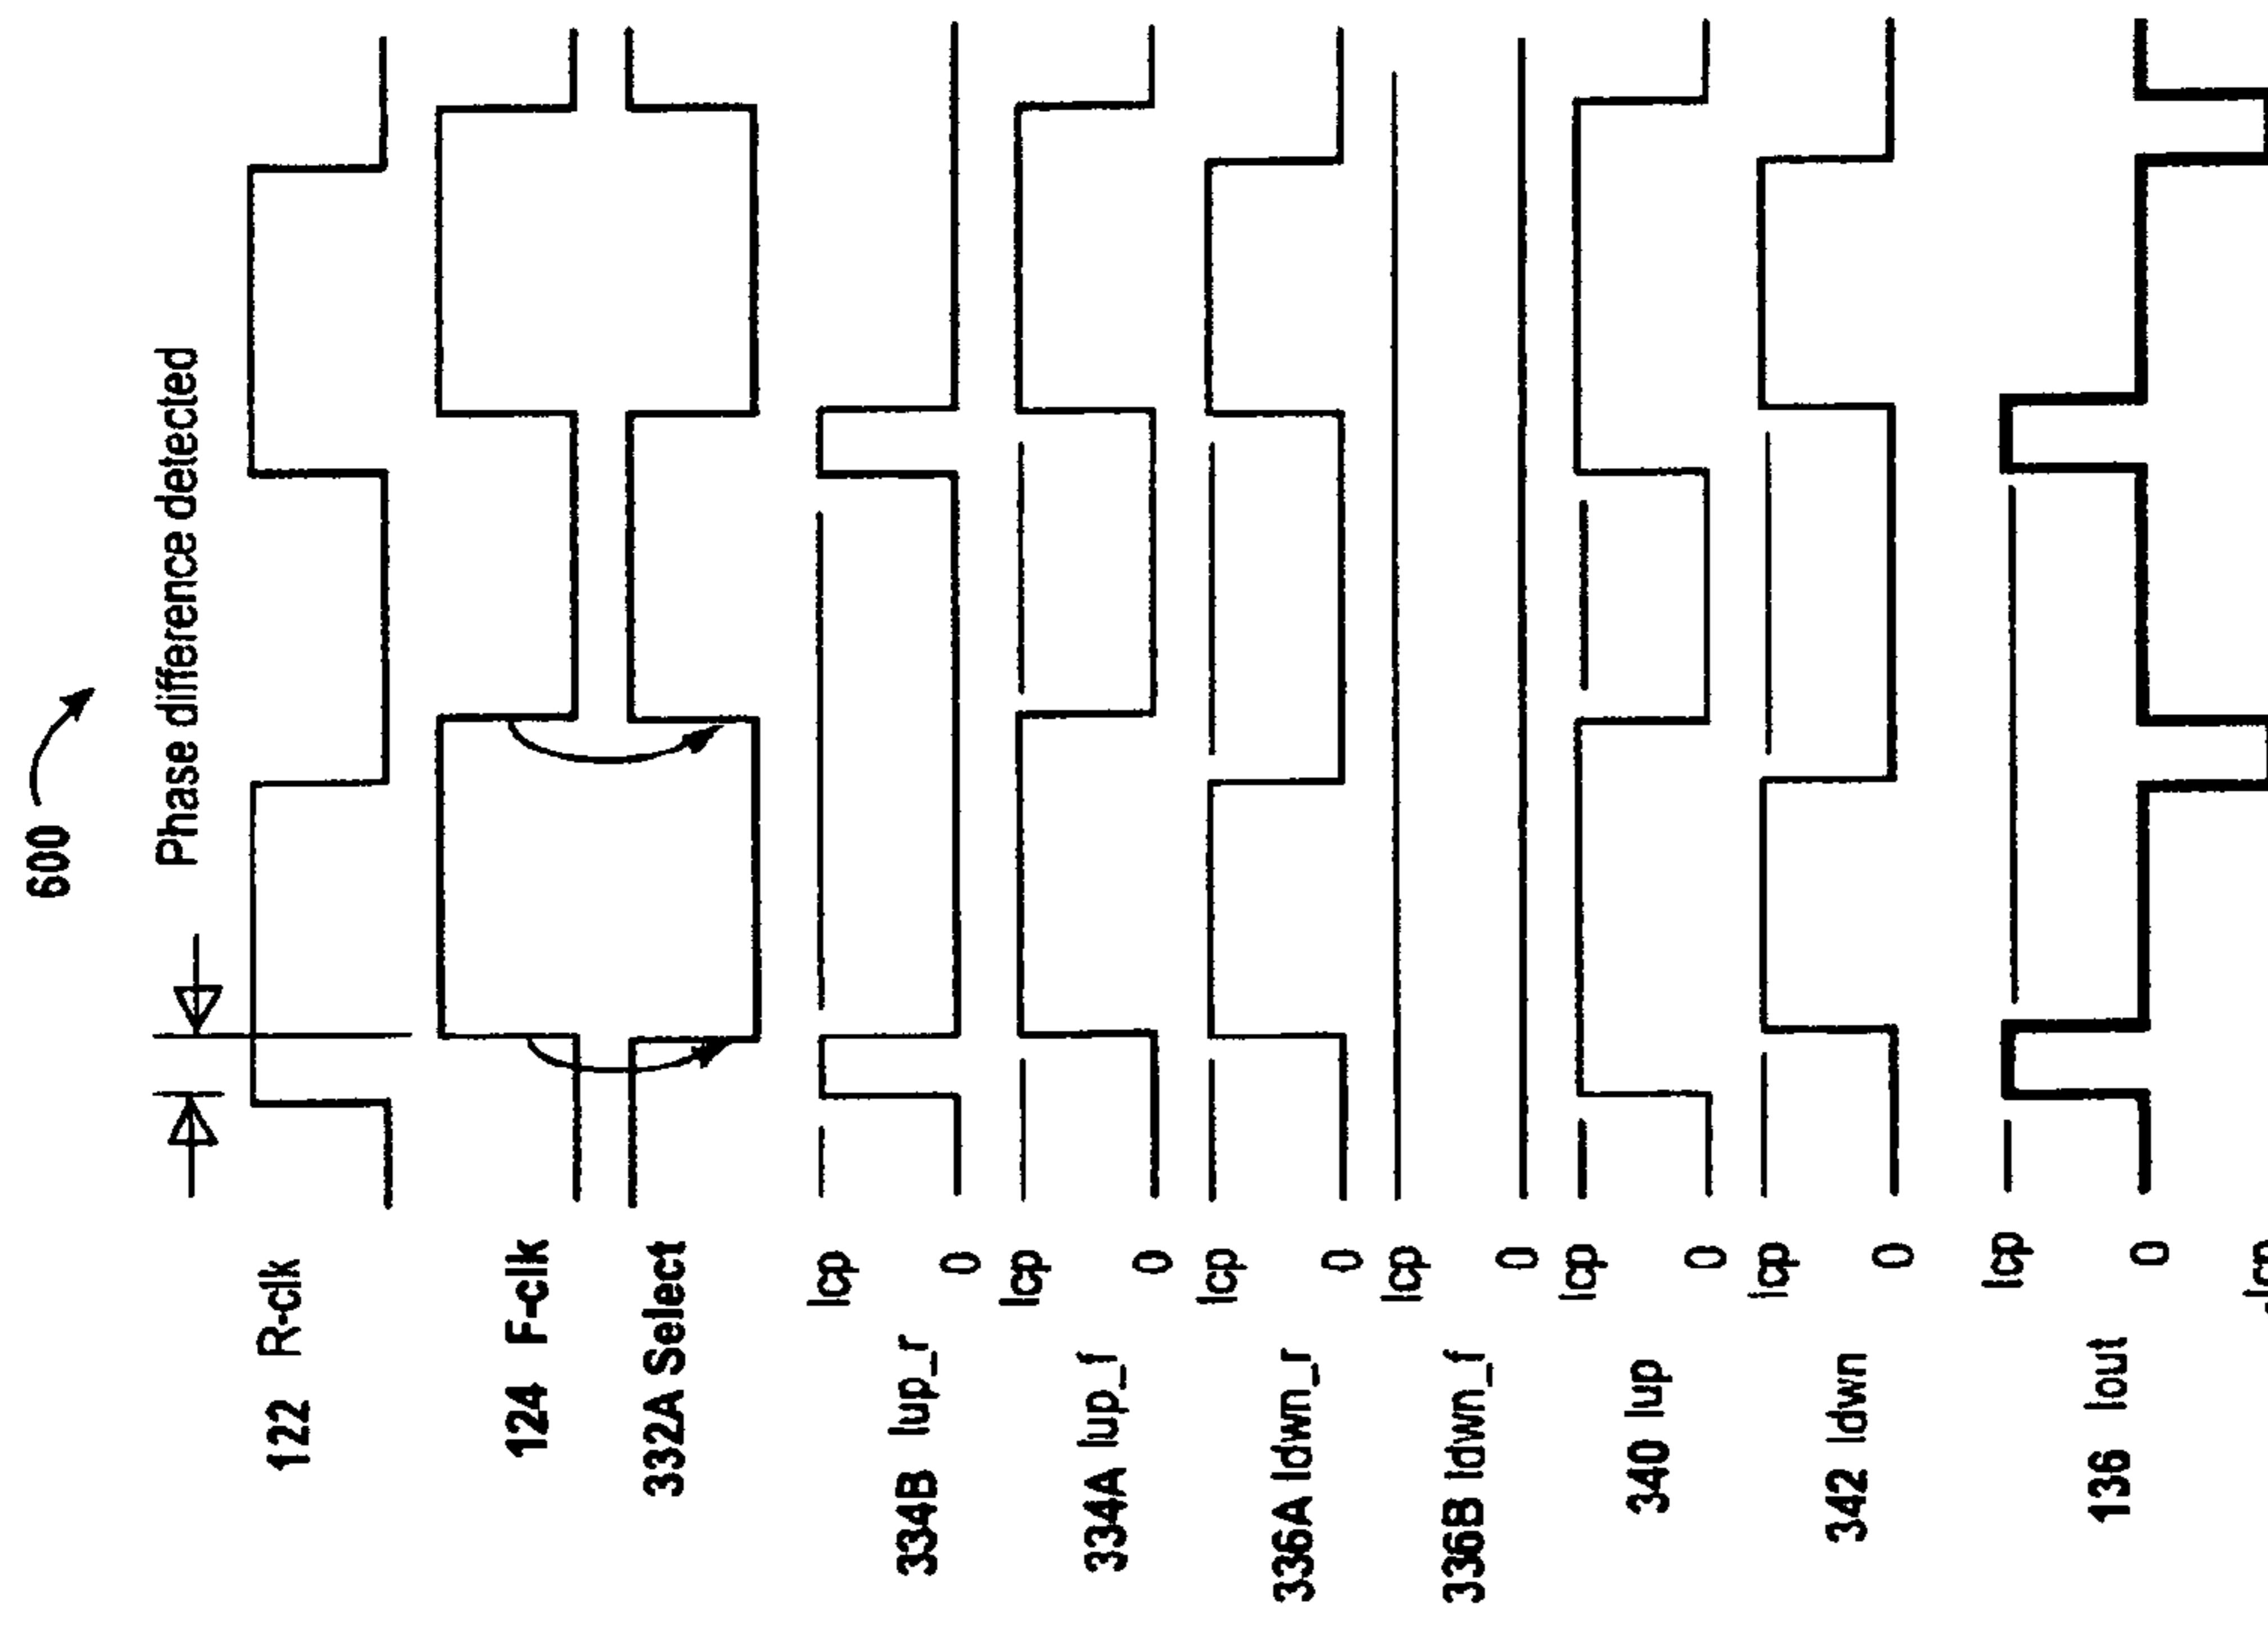 600
Phase difference detected
122 R-clk
124 F-clk
332A Select
334B Iup_r
Icp
0
334A Iup_f
Icp
0
336A Idwn_r
Icp
0
336B Idwn_f
Icp
0
340 Iup
Icp
0
342 Idwn
Icp
0
136 Iout
Icp
0